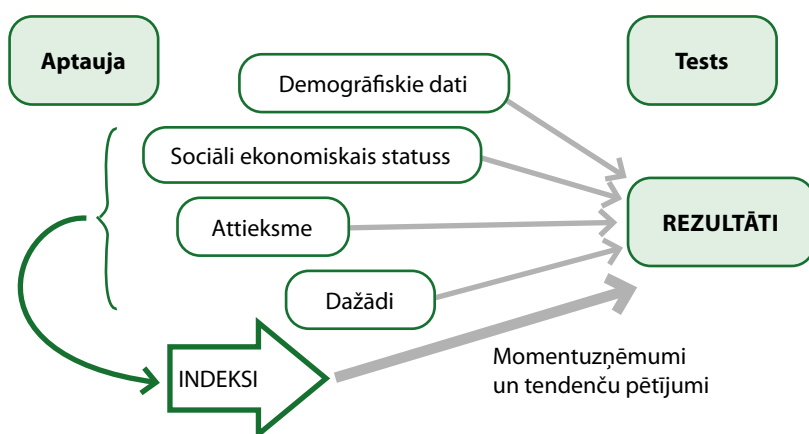 Aptauja
Tests
Demogrāfiskie dati
Sociāli ekonomiskais statuss
Attieksme
REZULTĀTI
Dažādi
INDEKSI
Momentuzņēmumi
un tendenču pētījumi